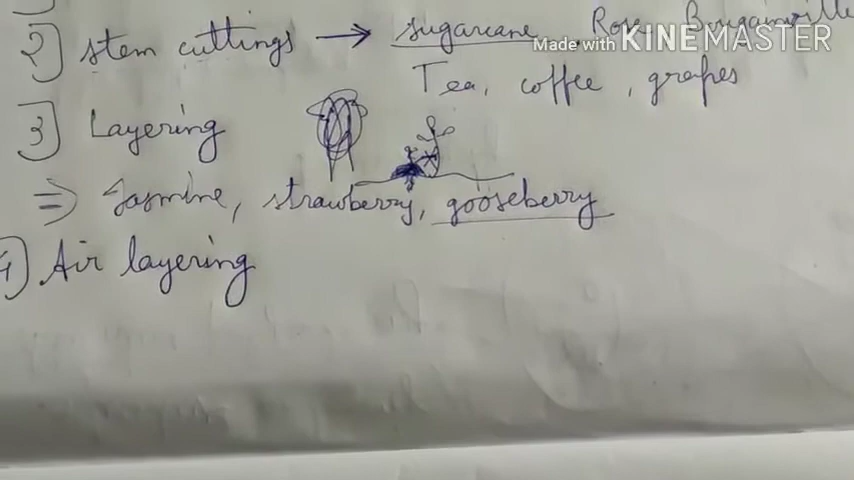 2] stem cuttings → sugarcane, Rose, Bougainville
Made with KINEMASTER
Tea, coffee, grapes
3] Layering
⇒ Jasmine, strawberry, gooseberry
4] Air layering